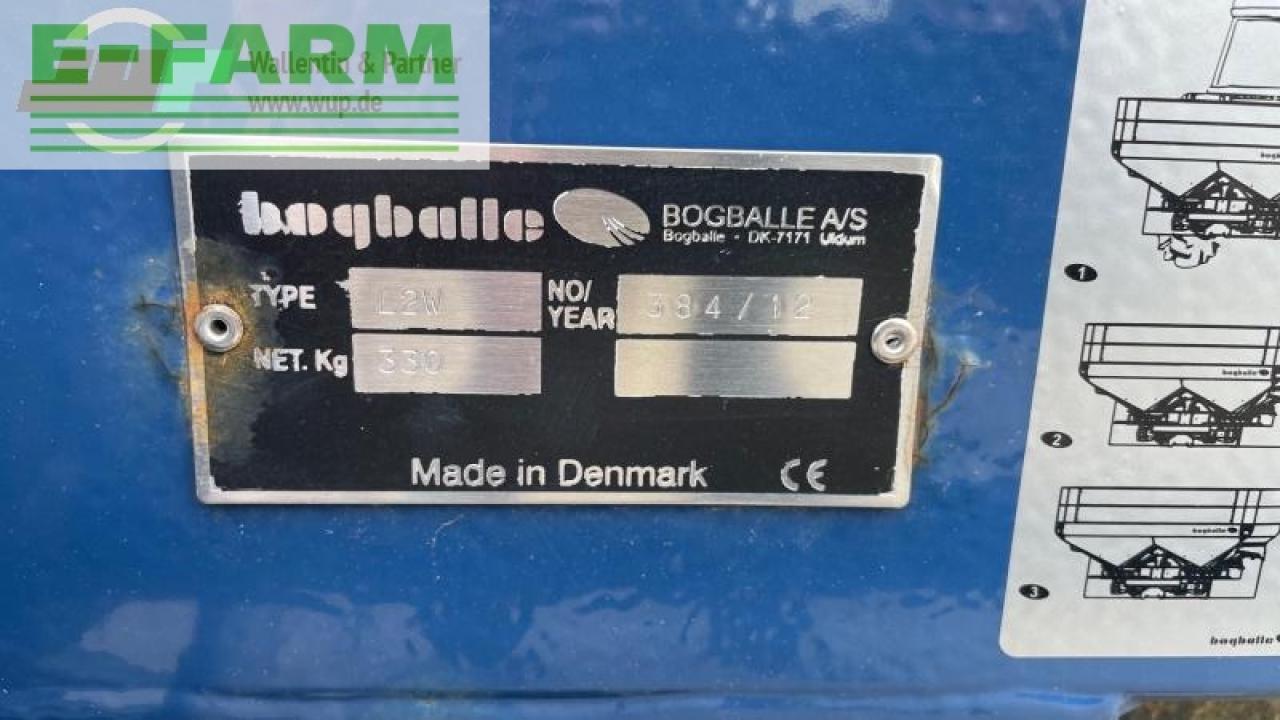 E-FARM
Wallentin & Partner
www.wup.de
bogballe
BOGBALLE A/S
Bogballe - DK-7171 Uldum
TYPE L2W NO/YEAR 384/12
NET. Kg 330
Made in Denmark CE
1
bogballe
2
bogballe
3
bogballe
bogballe